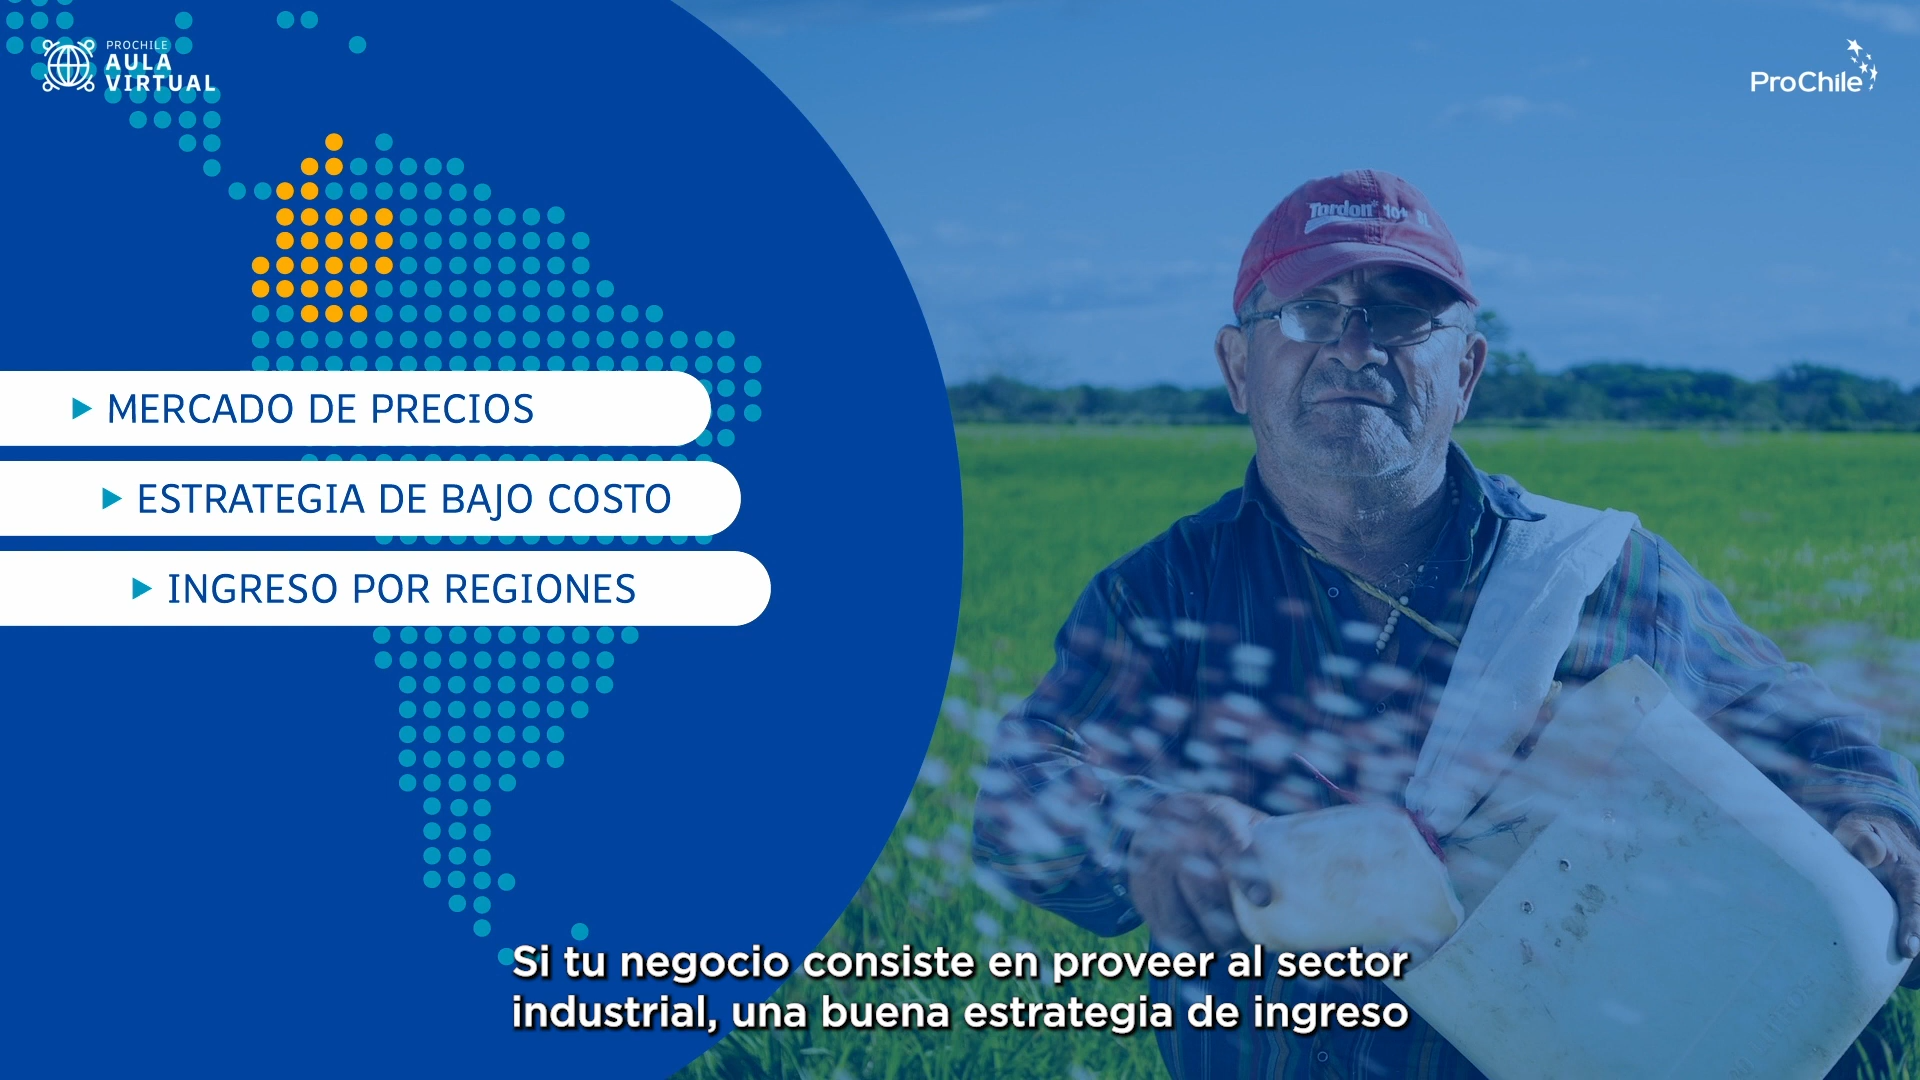 PROCHILE
AULA
VIRTUAL
ProChile
Tordon
MERCADO DE PRECIOS
ESTRATEGIA DE BAJO COSTO
INGRESO POR REGIONES
Si tu negocio consiste en proveer al sector
industrial, una buena estrategia de ingreso